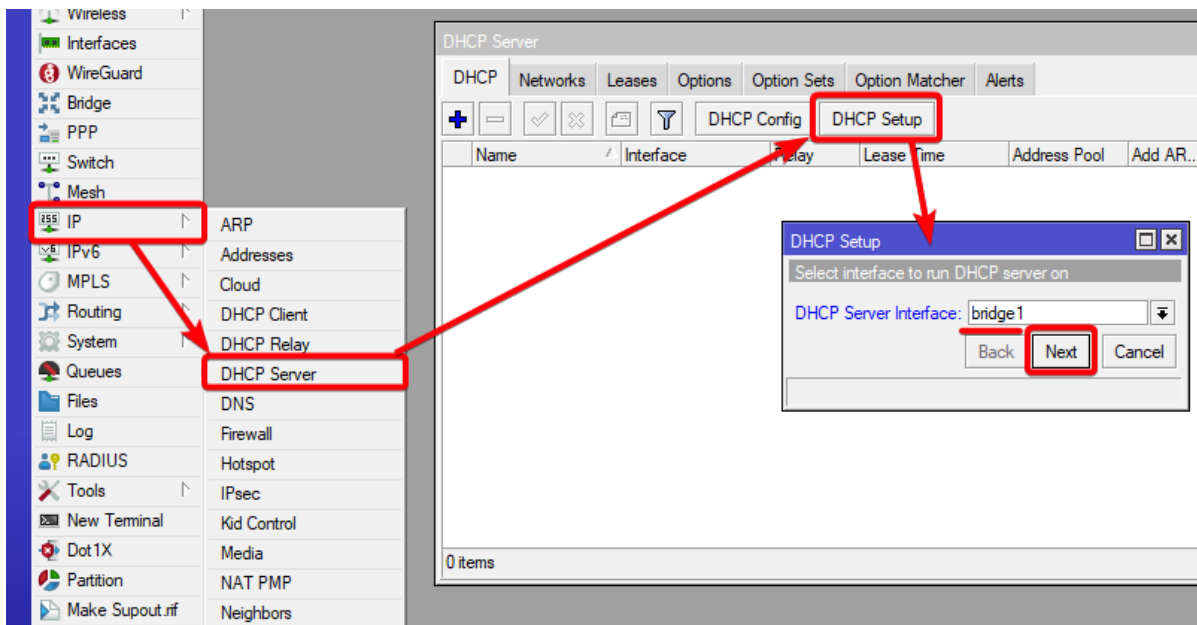 Wireless
Interfaces
WireGuard
Bridge
PPP
Switch
Mesh
255 IP
v6 IPv6
MPLS
Routing
System
Queues
Files
Log
RADIUS
Tools
New Terminal
Dot1X
Partition
Make Supout.rif
ARP
Addresses
Cloud
DHCP Client
DHCP Relay
DHCP Server
DNS
Firewall
Hotspot
IPsec
Kid Control
Media
NAT PMP
Neighbors
DHCP Server
DHCP Networks Leases Options Option Sets Option Matcher Alerts
DHCP Config DHCP Setup
Name Interface Relay Lease Time Address Pool Add AR...
DHCP Setup
Select interface to run DHCP server on
DHCP Server Interface: bridge1
Back Next Cancel
0 items